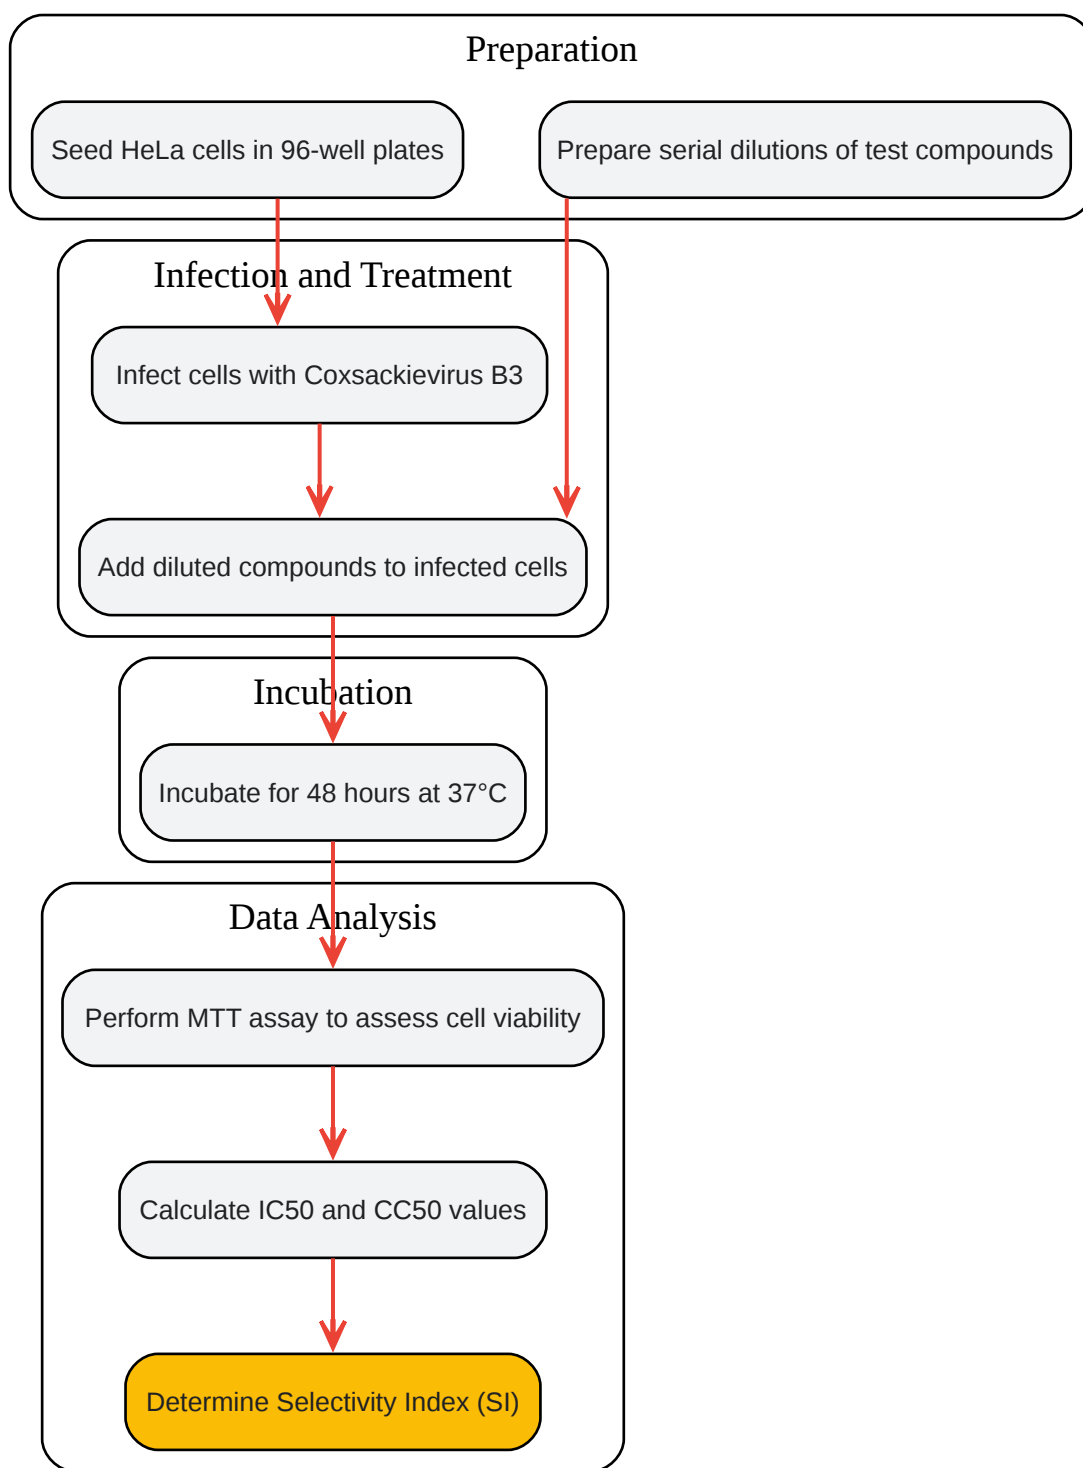 Preparation
Seed HeLa cells in 96-well plates
Prepare serial dilutions of test compounds
Infection and Treatment
Infect cells with Coxsackievirus B3
Add diluted compounds to infected cells
Incubation
Incubate for 48 hours at 37°C
Data Analysis
Perform MTT assay to assess cell viability
Calculate IC50 and CC50 values
Determine Selectivity Index (SI)